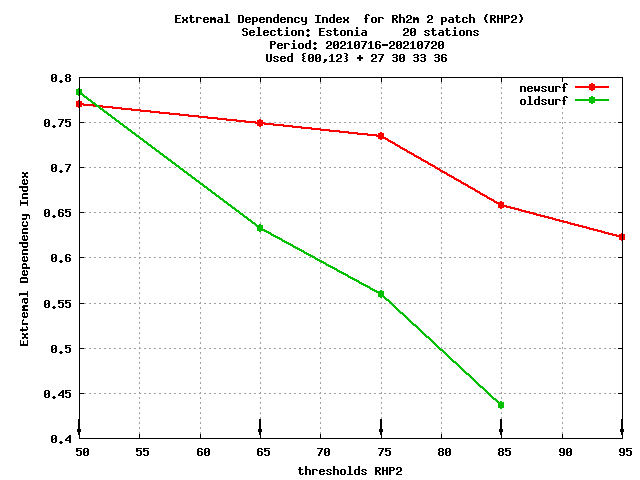 Extremal Dependency Index  for Rh2m 2 patch (RHP2)
Selection: Estonia     20 stations
Period: 20210716-20210720
Used {00,12} + 27 30 33 36
newsurf
oldsurf
0.8
0.75
0.7
0.65
0.6
0.55
0.5
0.45
0.4
Extremal Dependency Index
50 55 60 65 70 75 80 85 90 95
thresholds RHP2